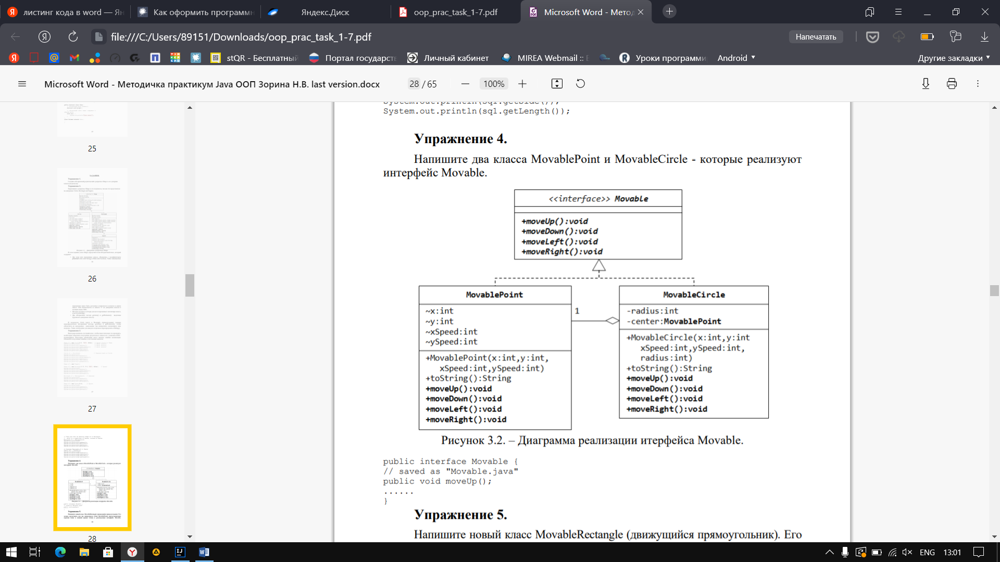 листинг кода в word — Ян
Как оформить программн
Яндекс.Диск
oop_prac_task_1-7.pdf
Microsoft Word - Метод
file:///C:/Users/89151/Downloads/oop_prac_task_1-7.pdf
Напечатать
stQR - Бесплатный
Портал государст
Личный кабинет
MIREA Webmail :: E
Уроки программи
Android
Другие закладки
Microsoft Word - Методичка практикум Java ООП Зорина Н.В. last version.docx
28 / 65
100%
25
26
27
28
System.out.println(sq1.getSide());
System.out.println(sq1.getLength());
Упражнение 4.
Напишите два класса MovablePoint и MovableCircle - которые реализуют
интерфейс Movable.
<<interface>> Movable
+moveUp():void
+moveDown():void
+moveLeft():void
+moveRight():void
MovablePoint
~x:int
~y:int
~xSpeed:int
~ySpeed:int
+MovablePoint(x:int,y:int,
xSpeed:int,ySpeed:int)
+toString():String
+moveUp():void
+moveDown():void
+moveLeft():void
+moveRight():void
1
MovableCircle
-radius:int
-center:MovablePoint
+MovableCircle(x:int,y:int
xSpeed:int,ySpeed:int,
radius:int)
+toString():String
+moveUp():void
+moveDown():void
+moveLeft():void
+moveRight():void
Рисунок 3.2. – Диаграмма реализации итерфейса Movable.
public interface Movable {
// saved as "Movable.java"
public void moveUp();
......
}
Упражнение 5.
Напишите новый класс MovableRectangle (движущийся прямоугольник). Его
ENG
13:01